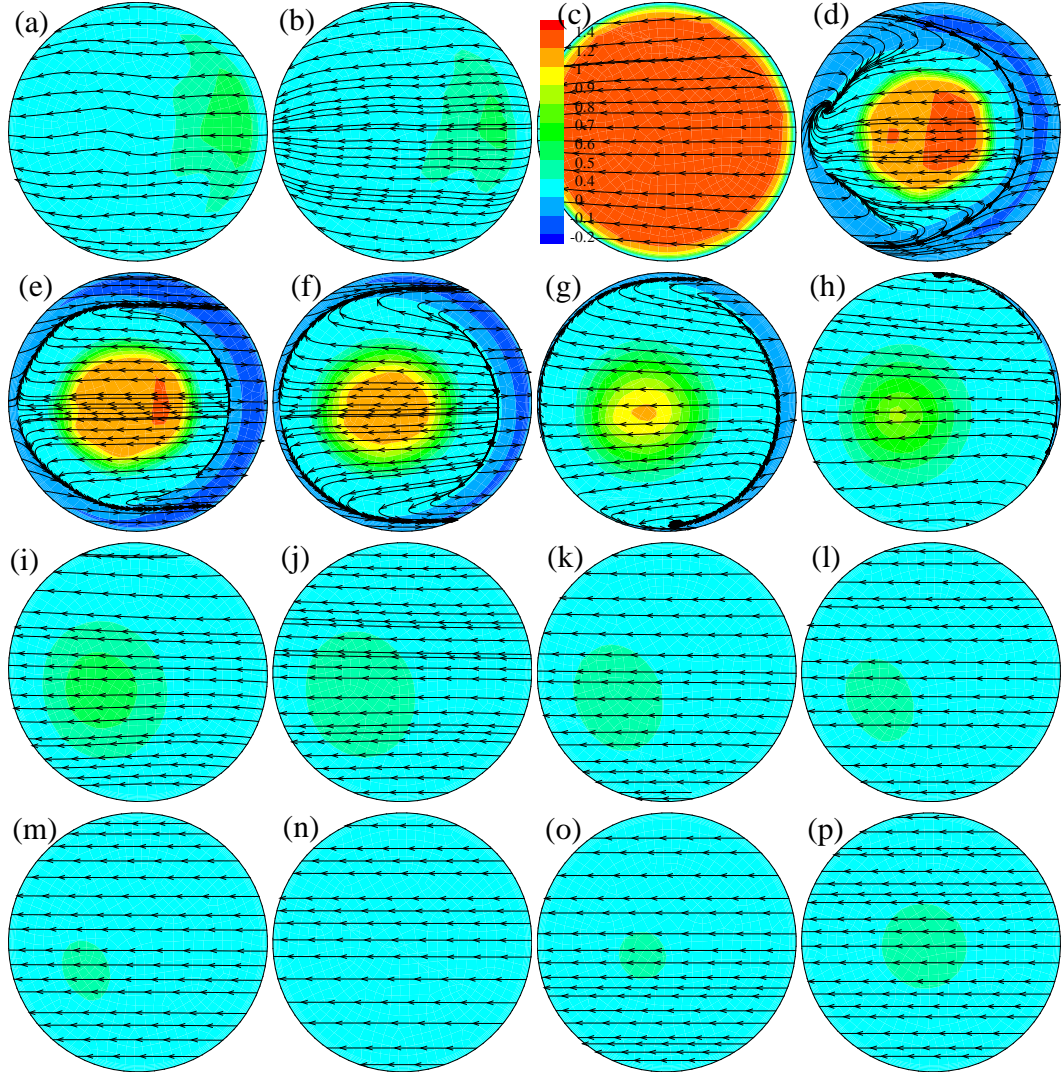 (a)
(b)
(c)
(d)
1.4
1.2
1
0.9
0.8
0.7
0.6
0.5
0.4
0
0.1
-0.2
(e)
(f)
(g)
(h)
(i)
(j)
(k)
(l)
(m)
(n)
(o)
(p)